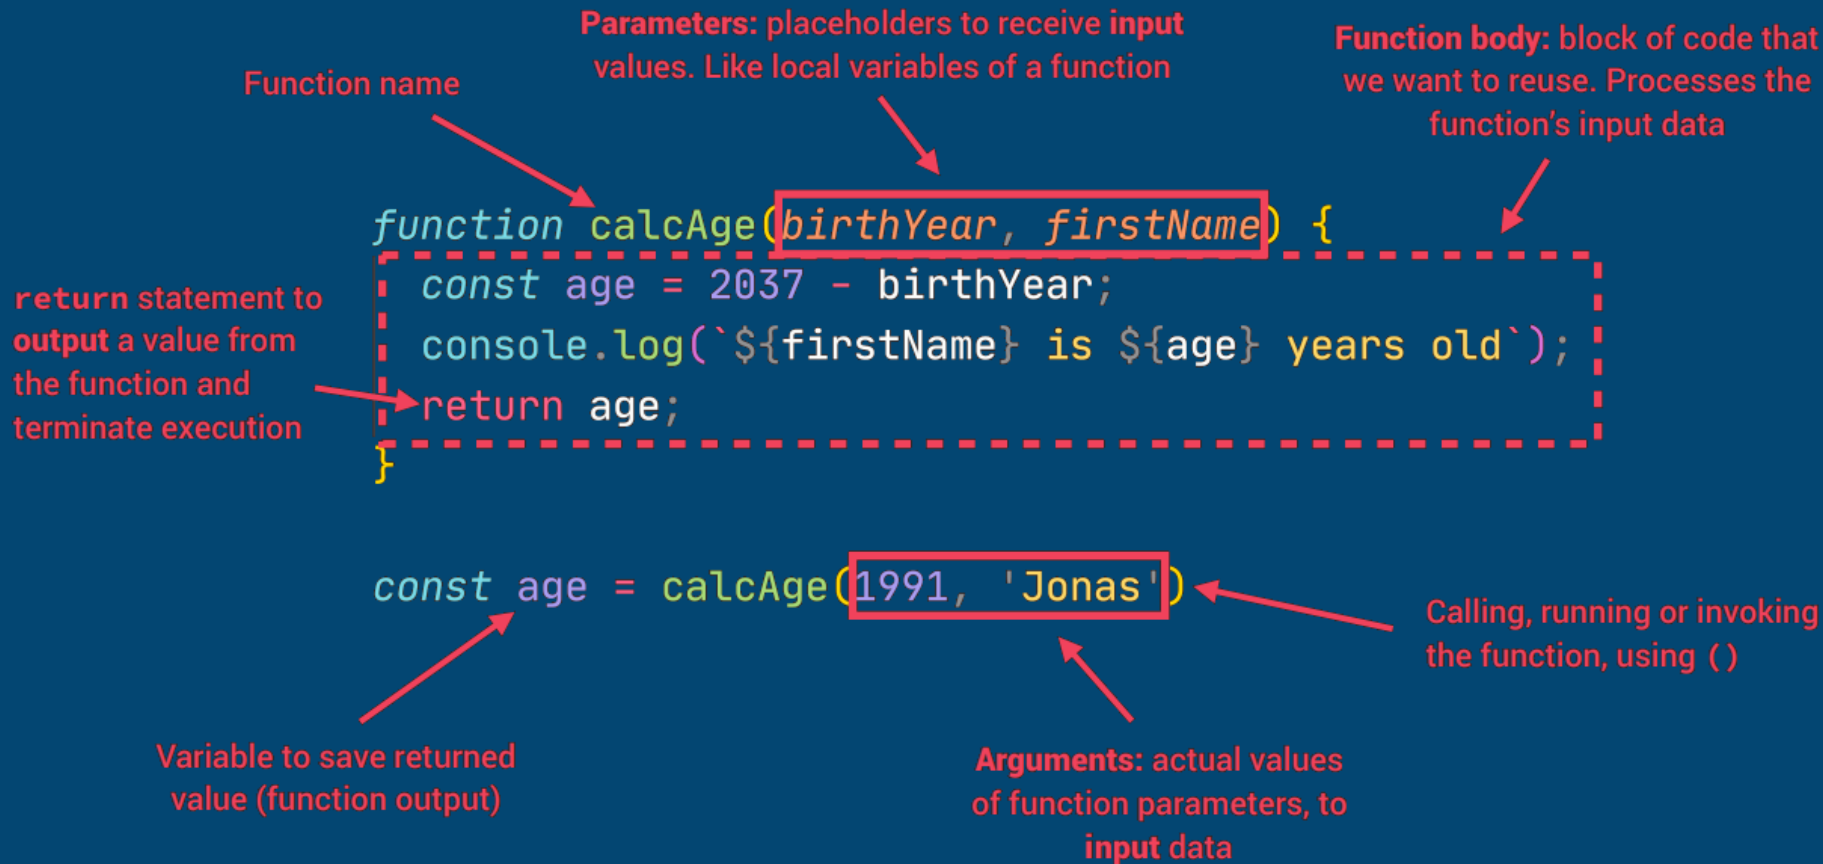 Parameters: placeholders to receive input
values. Like local variables of a function
Function body: block of code that
we want to reuse. Processes the
function’s input data
Function name
function calcAge(birthYear, firstName) {
const age = 2037 - birthYear;
console.log(`${firstName} is ${age} years old`);
return age;
}
return statement to
output a value from
the function and
terminate execution
const age = calcAge(1991, 'Jonas')
Calling, running or invoking
the function, using ()
Variable to save returned
value (function output)
Arguments: actual values
of function parameters, to
input data